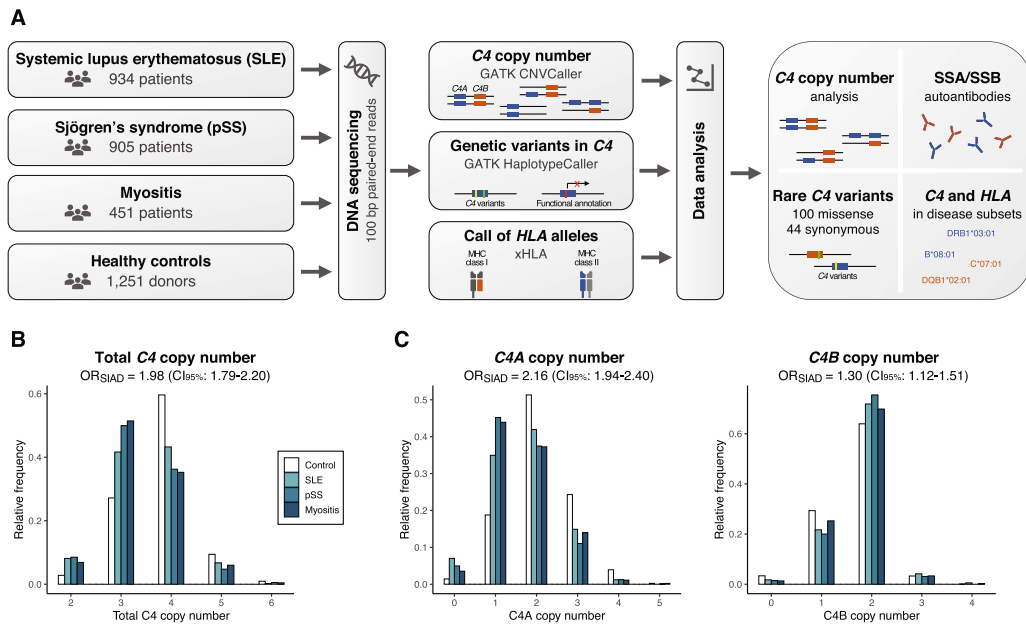 A
Systemic lupus erythematosus (SLE)
934 patients
Sjögren's syndrome (pSS)
905 patients
Myositis
451 patients
Healthy controls
1,251 donors
DNA sequencing
100 bp paired-end reads
C4 copy number
GATK CNVCaller
C4A C4B
Genetic variants in C4
GATK HaplotypeCaller
C4 variants
Functional annotation
Call of HLA alleles
xHLA
MHC
class I
MHC
class II
Data analysis
C4 copy number
analysis
SSA/SSB
autoantibodies
Rare C4 variants
100 missense
44 synonymous
C4 variants
C4 and HLA
in disease subsets
DRB1*03:01
B*08:01
C*07:01
DQB1*02:01
B
Total C4 copy number
OR SIAD = 1.98 (CI95%: 1.79-2.20)
Relative frequency
0.6
0.4
0.2
0.0
2 3 4 5 6
Total C4 copy number
Control
SLE
pSS
Myositis
C
C4A copy number
OR SIAD = 2.16 (CI95%: 1.94-2.40)
Relative frequency
0.5
0.4
0.3
0.2
0.1
0.0
0 1 2 3 4 5
C4A copy number
C4B copy number
OR SIAD = 1.30 (CI95%: 1.12-1.51)
Relative frequency
0.6
0.4
0.2
0.0
0 1 2 3 4
C4B copy number